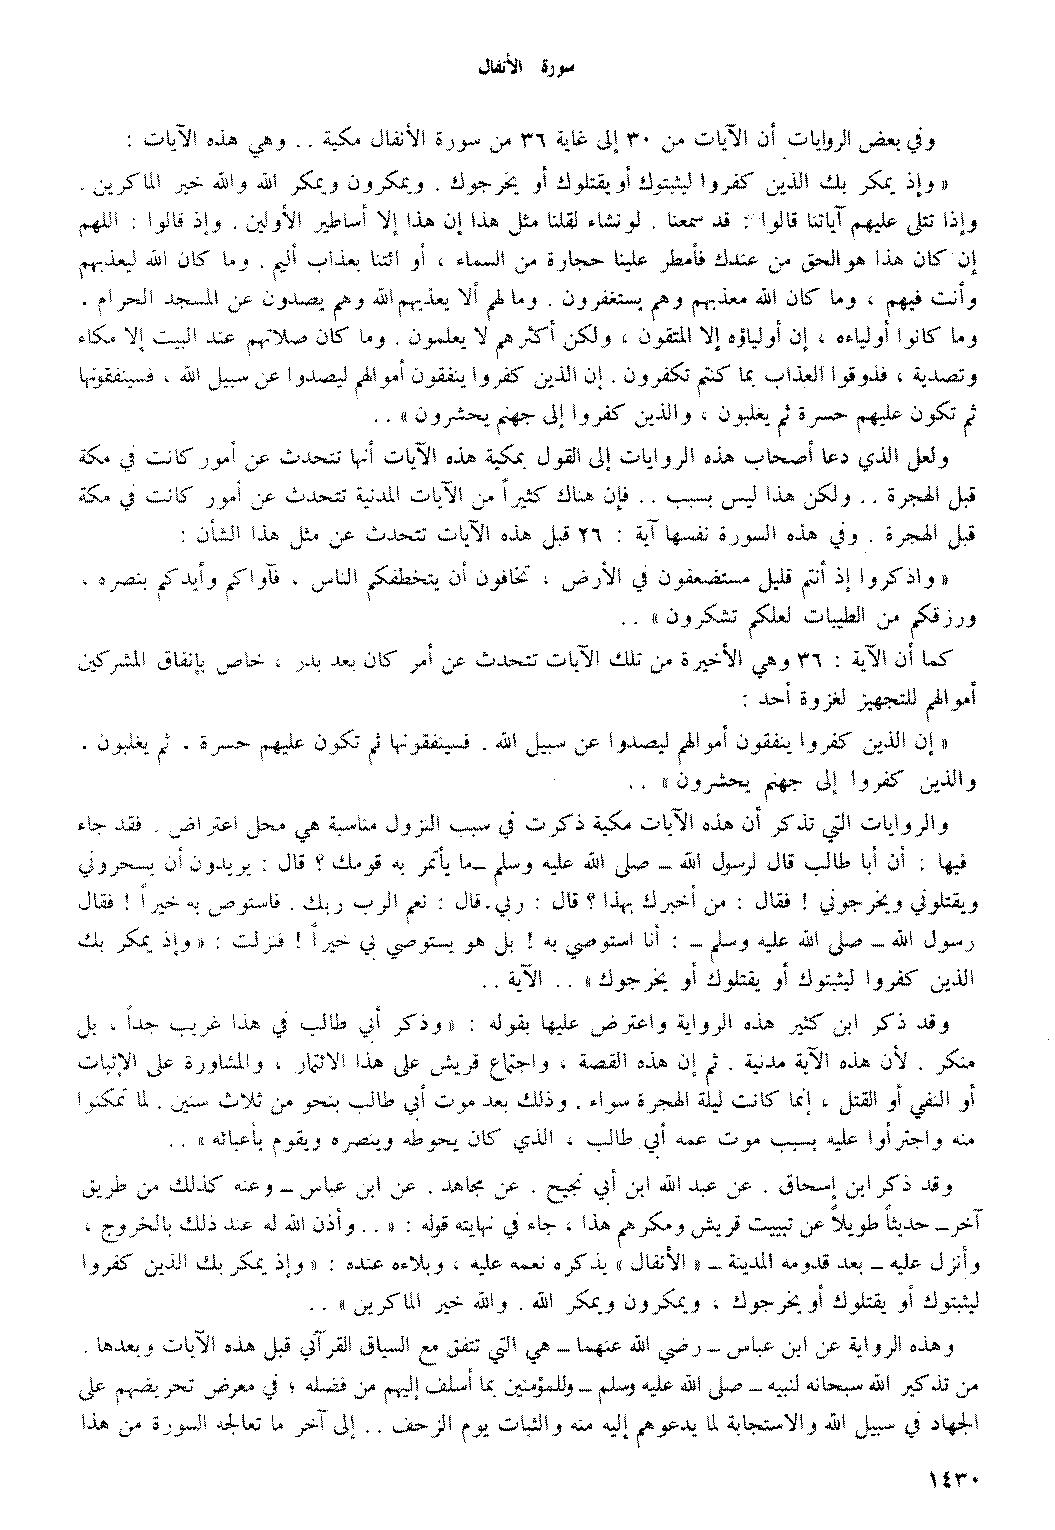 سورة الأنفال
وفي بعض الروايات أن الآيات من ٣٠ إلى غاية ٣٦ من سورة الأنفال مكية .. وهي هذه الآيات :
« وإذ يمكر بك الذين كفروا ليثبتوك أو يقتلوك أو يخرجوك . ويمكرون ويمكر الله والله خير الماكرين .
وإذا تتلى عليهم آياتنا قالوا : قد سمعنا . لو نشاء لقلنا مثل هذا إن هذا إلا أساطير الأولين . وإذ قالوا : اللهم
إن كان هذا هو الحق من عندك فأمطر علينا حجارة من السماء ، أو ائتنا بعذاب أليم . وما كان الله ليعذبهم
وأنت فيهم ، وما كان الله معذبهم وهم يستغفرون . وما لهم ألا يعذبهم الله وهم يصدون عن المسجد الحرام .
وما كانوا أولياءه ، إن أولياؤه إلا المتقون ، ولكن أكثرهم لا يعلمون . وما كان صلاتهم عند البيت إلا مكاء
وتصدية ، فذوقوا العذاب بما كنتم تكفرون . إن الذين كفروا ينفقون أموالهم ليصدوا عن سبيل الله ، فسينفقونها
ثم تكون عليهم حسرة ثم يغلبون ، والذين كفروا إلى جهنم يحشرون » ..
ولعل الذي دعا أصحاب هذه الروايات إلى القول بمكية هذه الآيات أنها تتحدث عن أمور كانت في مكة
قبل الهجرة .. ولكن هذا ليس بسبب .. فإن هناك كثيراً من الآيات المدنية تتحدث عن أمور كانت في مكة
قبل الهجرة . وفي هذه السورة نفسها آية : ٢٦ قبل هذه الآيات تتحدث عن مثل هذا الشأن :
« واذكروا إذ أنتم قليل مستضعفون في الأرض ، تخافون أن يتخطفكم الناس ، فآواكم وأيدكم بنصره ،
ورزقكم من الطيبات لعلكم تشكرون » ..
كما أن الآية : ٣٦ وهي الأخيرة من تلك الآيات تتحدث عن أمر كان بعد بدر ، خاص بإنفاق المشركين
أموالهم للتجهيز لغزوة أحد :
« إن الذين كفروا ينفقون أموالهم ليصدوا عن سبيل الله . فسينفقونها ثم تكون عليهم حسرة . ثم يغلبون .
والذين كفروا إلى جهنم يحشرون » ..
والروايات التي تذكر أن هذه الآيات مكية ذكرت في سبب النزول مناسبة هي محل اعتراض . فقد جاء
فيها : أن أبا طالب قال لرسول الله – صلى الله عليه وسلم – ما يأتمر به قومك ؟ قال : يريدون أن يسحروني
ويقتلوني ويخرجوني ! فقال : من أخبرك بهذا ؟ قال : ربي . قال : نعم الرب ربك . فاستوص به خيراً ! فقال
رسول الله – صلى الله عليه وسلم – : أنا استوصي به ! بل هو يستوصي بي خيراً ! فنزلت : « وإذ يمكر بك
الذين كفروا ليثبتوك أو يقتلوك أو يخرجوك » .. الآية ..
وقد ذكر ابن كثير هذه الرواية واعترض عليها بقوله : « وذكر أبي طالب في هذا غريب جداً ، بل
منكر . لأن هذه الآية مدنية . ثم إن هذه القصة ، واجتماع قريش على هذا الائتمار ، والمشاورة على الإثبات
أو النفي أو القتل ، إنما كانت ليلة الهجرة سواء . وذلك بعد موت أبي طالب بنحو من ثلاث سنين . لما تمكنوا
منه واجترأوا عليه بسبب موت عمه أبي طالب ، الذي كان يحوطه وينصره ويقوم بأعبائه » ..
وقد ذكر ابن إسحاق . عن عبد الله ابن أبي نجيح . عن مجاهد . عن ابن عباس – وعنه كذلك من طريق
آخر – حديثاً طويلاً عن تبييت قريش ومكرهم هذا ، جاء في نهايته قوله : « .. وأذن الله له عند ذلك بالخروج ،
وأنزل عليه – بعد قدومه المدينة – « الأنفال » يذكره نعمه عليه ، وبلاءه عنده : « وإذ يمكر بك الذين كفروا
ليثبتوك أو يقتلوك أو يخرجوك ، ويمكرون ويمكر الله . والله خير الماكرين » ..
وهذه الرواية عن ابن عباس – رضي الله عنهما – هي التي تتفق مع السياق القرآني قبل هذه الآيات وبعدها .
من تذكير الله سبحانه لنبيه – صلى الله عليه وسلم – وللمؤمنين بما أسلف إليهم من فضله ؛ في معرض تحريضهم على
الجهاد في سبيل الله والاستجابة لما يدعوهم إليه منه والثبات يوم الزحف .. إلى آخر ما تعالجه السورة من هذا
١٤٣٠